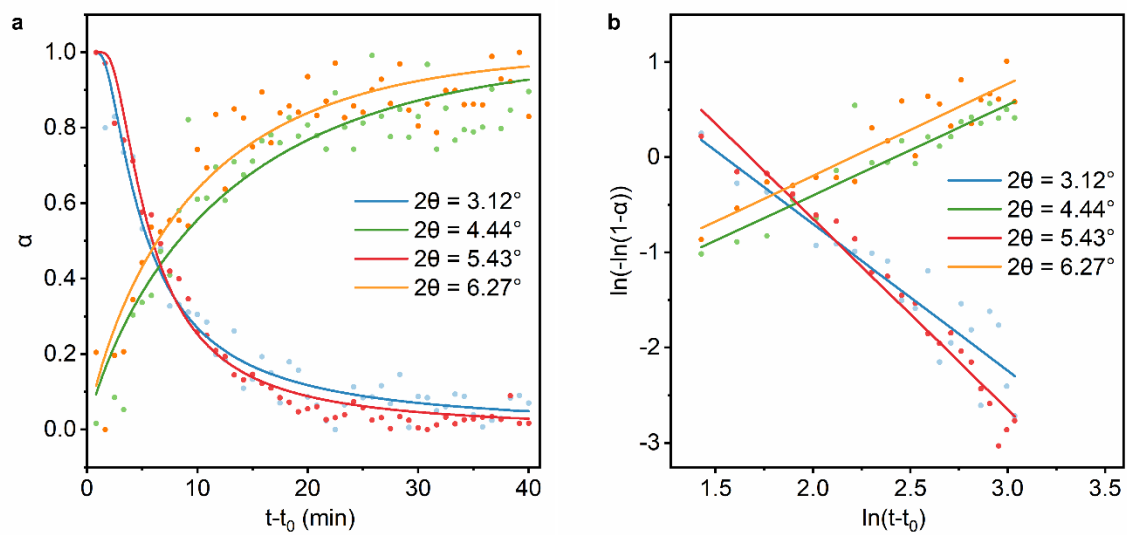 a
α
1.0
0.8
0.6
0.4
0.2
0.0
2θ = 3.12°
2θ = 4.44°
2θ = 5.43°
2θ = 6.27°
0 10 20 30 40
t-t₀ (min)
b
ln(-ln(1-α))
1
0
-1
-2
-3
2θ = 3.12°
2θ = 4.44°
2θ = 5.43°
2θ = 6.27°
1.5 2.0 2.5 3.0 3.5
ln(t-t₀)